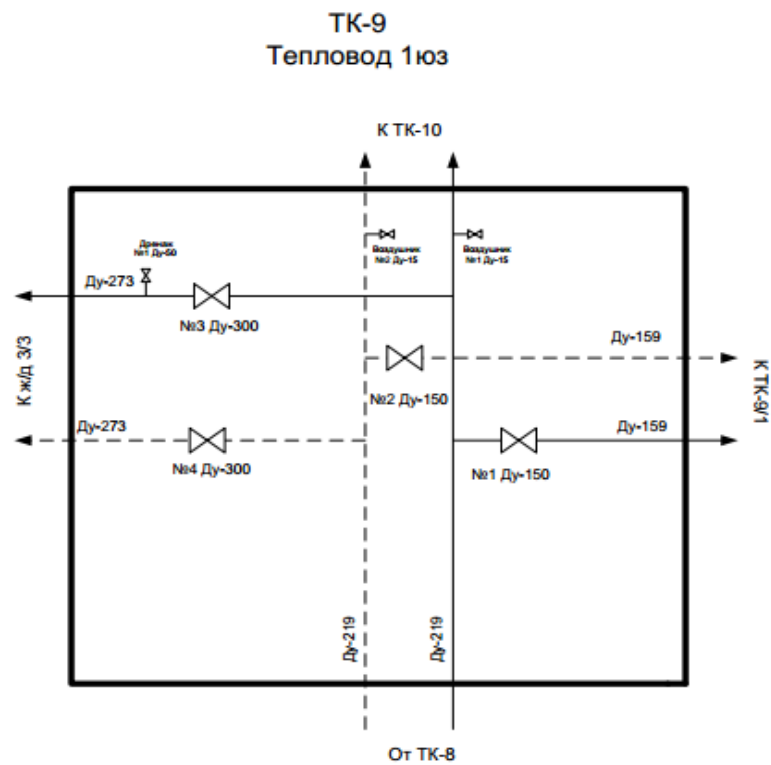 ТК-9
Тепловод 1юз
К ТК-10
Дренаж
№1 Ду-50
Воздушник
№2 Ду-15
Воздушник
№1 Ду-15
Ду-273
№3 Ду-300
Ду-159
К ж/д 3/3
№2 Ду-150
К ТК-9/1
Ду-273
Ду-159
№4 Ду-300
№1 Ду-150
Ду-219
Ду-219
От ТК-8